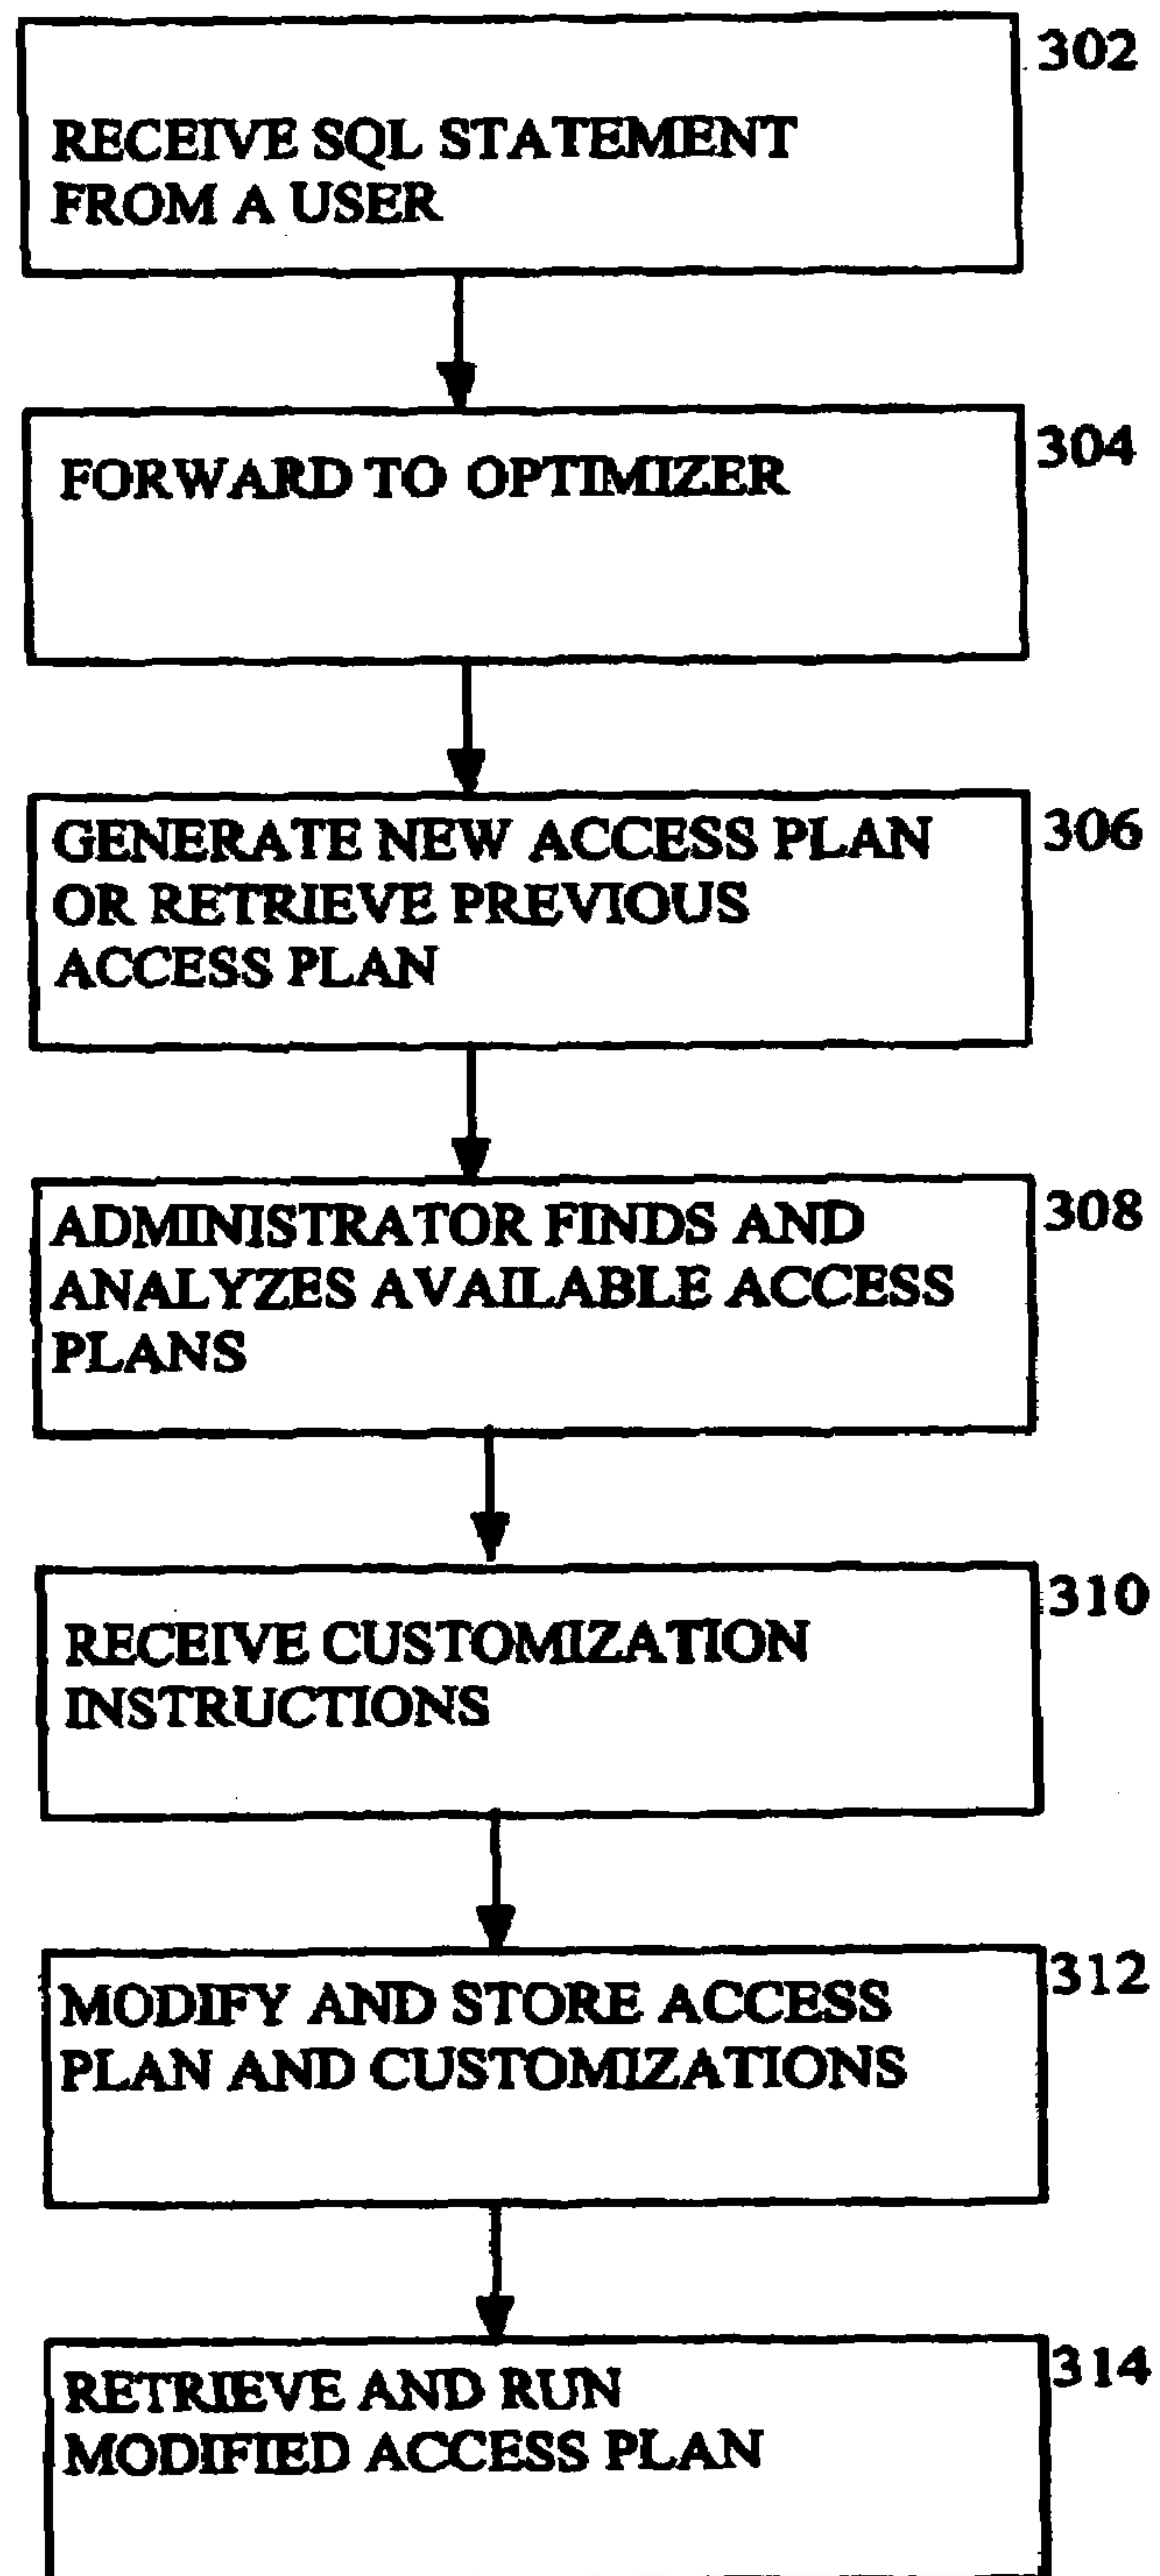 302
RECEIVE SQL STATEMENT
FROM A USER
304
FORWARD TO OPTIMIZER
306
GENERATE NEW ACCESS PLAN
OR RETRIEVE PREVIOUS
ACCESS PLAN
308
ADMINISTRATOR FINDS AND
ANALYZES AVAILABLE ACCESS
PLANS
310
RECEIVE CUSTOMIZATION
INSTRUCTIONS
312
MODIFY AND STORE ACCESS
PLAN AND CUSTOMIZATIONS
314
RETRIEVE AND RUN
MODIFIED ACCESS PLAN